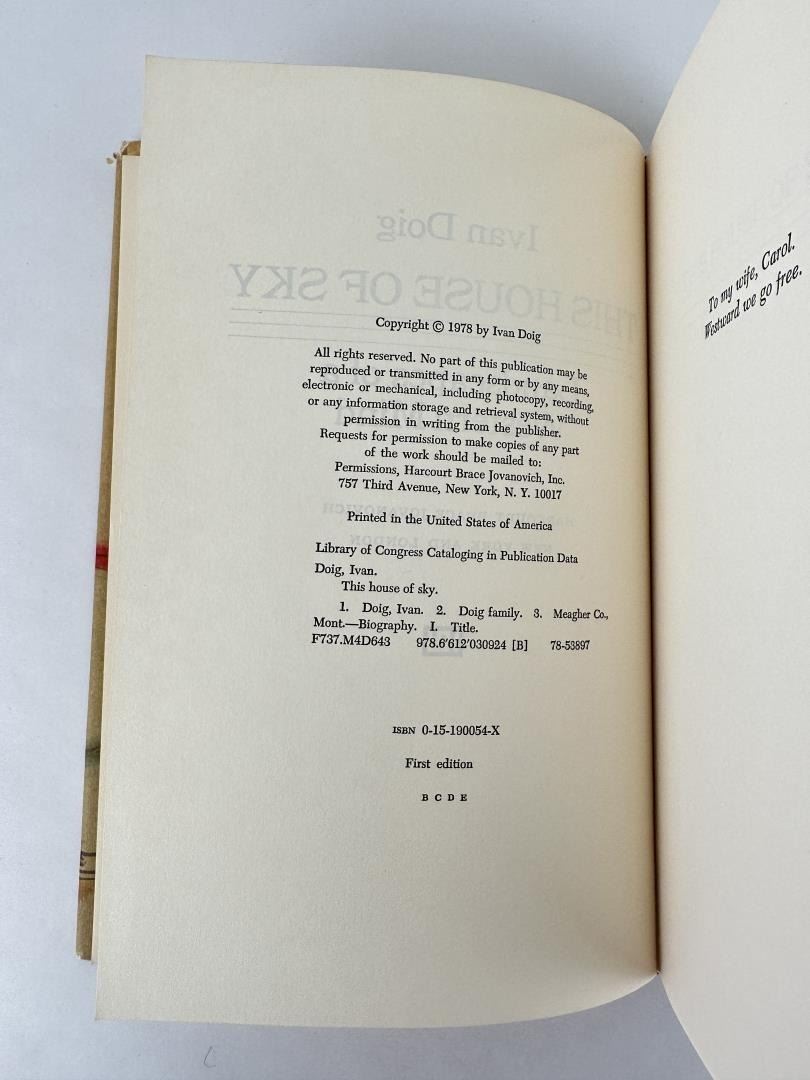 Ivan Doig
THIS HOUSE OF SKY
Copyright © 1978 by Ivan Doig
All rights reserved. No part of this publication may be
reproduced or transmitted in any form or by any means,
electronic or mechanical, including photocopy, recording,
or any information storage and retrieval system, without
permission in writing from the publisher.
Requests for permission to make copies of any part
of the work should be mailed to:
Permissions, Harcourt Brace Jovanovich, Inc.
757 Third Avenue, New York, N. Y. 10017
Printed in the United States of America
Library of Congress Cataloging in Publication Data
Doig, Ivan.
This house of sky.
1. Doig, Ivan. 2. Doig family. 3. Meagher Co.,
Mont.—Biography. I. Title.
F737.M4D643 978.6'612'030924 [B] 78-53897
ISBN 0-15-190054-X
First edition
B C D E
To my wife, Carol.
Westward we go free.